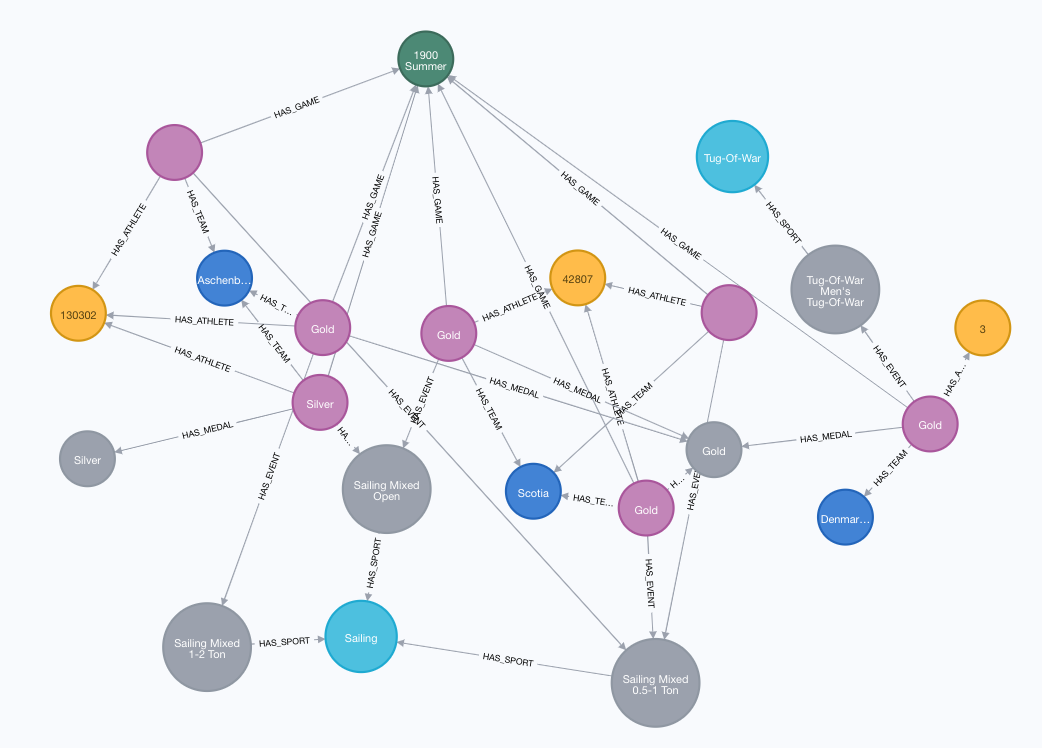 1900
Summer
HAS_GAME
Tug-Of-War
HAS_GAME
HAS_GAME
HAS_ATHLETE
HAS_TEAM
HAS_GAME
HAS_GAME
HAS_SPORT
HAS_GAME
HAS_GAME
Aschenb...
42807
Tug-Of-War
Men's
Tug-Of-War
HAS_T...
HAS_ATHLETE
HAS_ATHLETE
130302
HAS_ATHLETE
Gold
Gold
3
HAS_TEAM
HAS_ATHLETE
HAS_EVENT
HAS_A...
HAS_MEDAL
HAS_MEDAL
HAS_TEAM
HAS_ATHLETE
Silver
HAS_EVENT
HAS_EVENT
HAS_TEAM
Gold
HAS_MEDAL
HA...
HAS_MEDAL
Silver
Gold
HAS_TEAM
HAS_EVENT
Sailing Mixed
Open
Scotia
HAS_TE...
H...
HAS_EVE
Gold
Denmar...
HAS_SPORT
HAS_EVENT
Sailing Mixed
1-2 Ton
HAS_SPORT
Sailing
HAS_SPORT
Sailing Mixed
0.5-1 Ton